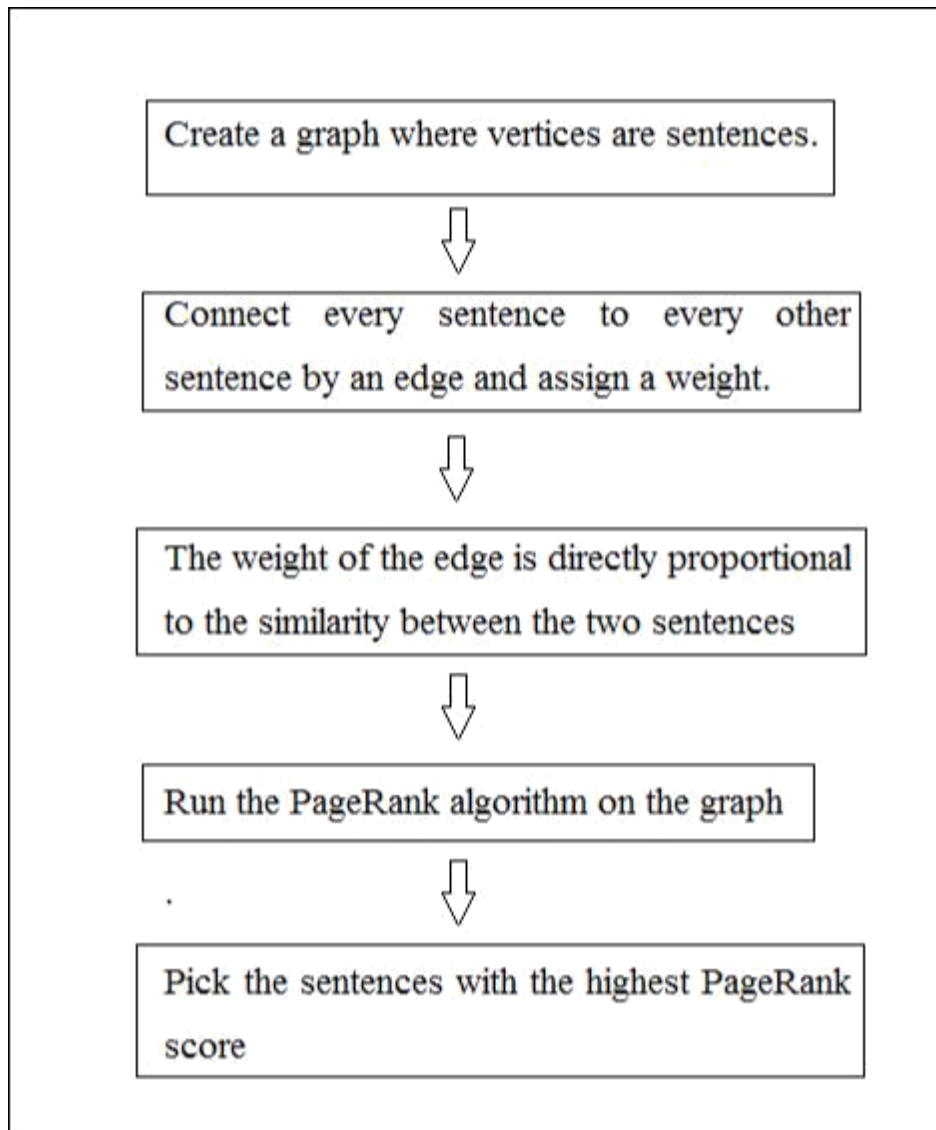 Create a graph where vertices are sentences.
Connect every sentence to every other
sentence by an edge and assign a weight.
The weight of the edge is directly proportional
to the similarity between the two sentences
Run the PageRank algorithm on the graph
.
Pick the sentences with the highest PageRank
score